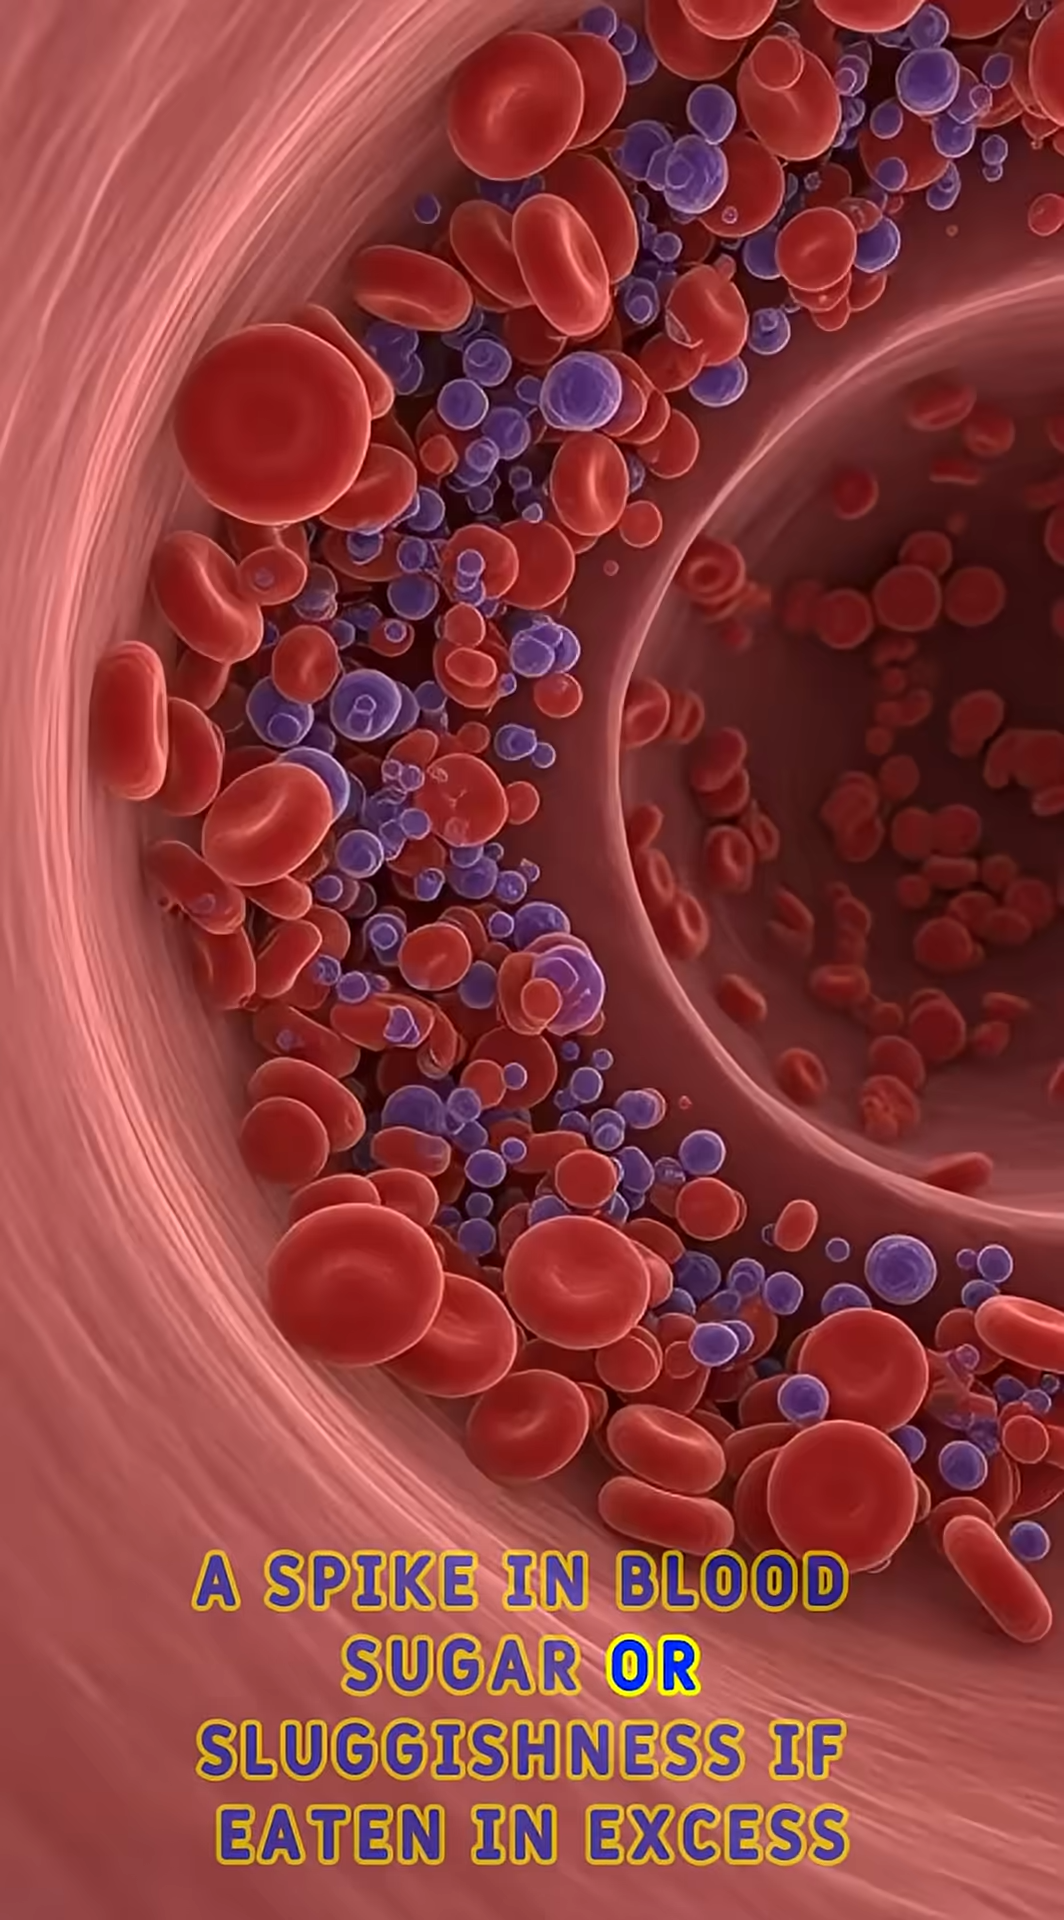 A SPIKE IN BLOOD
SUGAR OR
SLUGGISHNESS IF
EATEN IN EXCESS